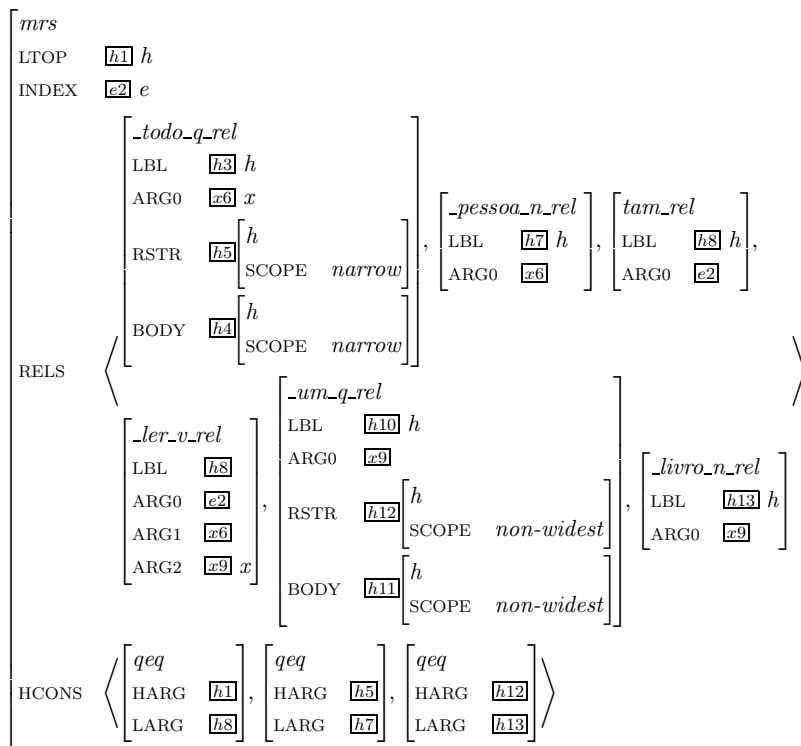 mrs
LTOP h1 h
INDEX e2 e
RELS
_todo_q_rel
LBL h3 h
ARG0 x6 x
RSTR h5 h
SCOPE narrow
BODY h4 h
SCOPE narrow
,
_pessoa_n_rel
LBL h7 h
ARG0 x6
,
tam_rel
LBL h8 h
ARG0 e2
,
_ler_v_rel
LBL h8
ARG0 e2
ARG1 x6
ARG2 x9 x
,
_um_q_rel
LBL h10 h
ARG0 x9
RSTR h12 h
SCOPE non-widest
BODY h11 h
SCOPE non-widest
,
_livro_n_rel
LBL h13 h
ARG0 x9
HCONS
qeq
HARG h1
LARG h8
,
qeq
HARG h5
LARG h7
,
qeq
HARG h12
LARG h13